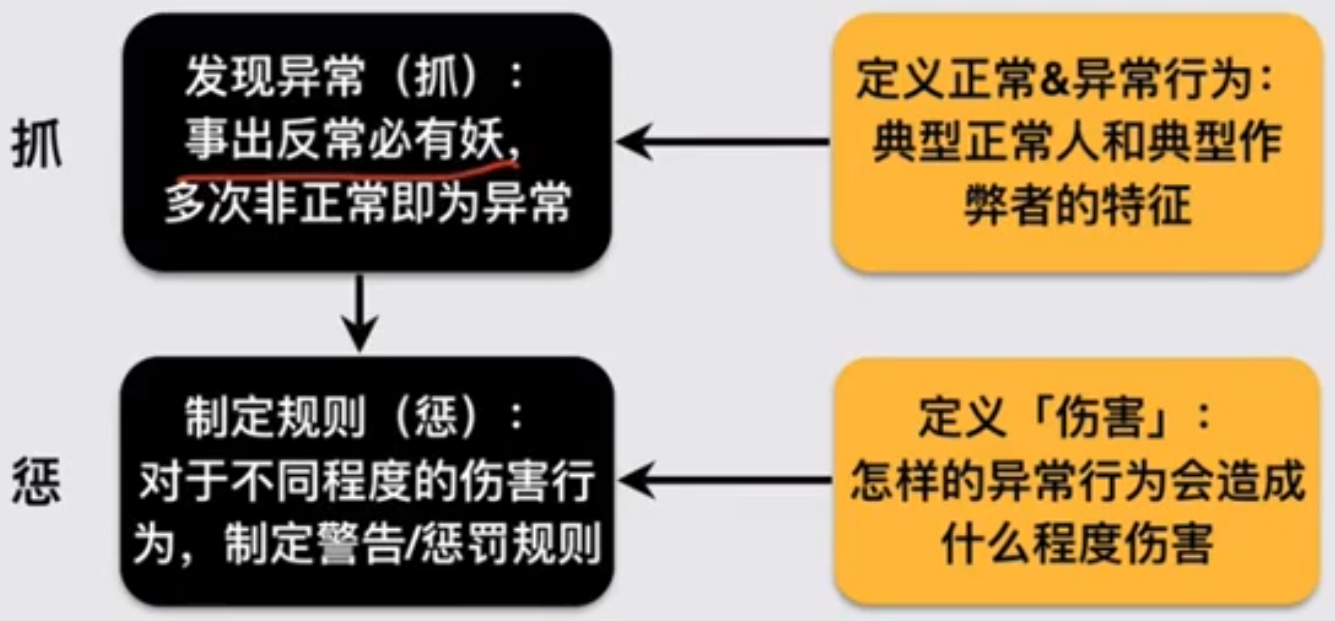 抓
发现异常（抓）：
事出反常必有妖，
多次非正常即为异常
定义正常&异常行为：
典型正常人和典型作
弊者的特征
惩
制定规则（惩）：
对于不同程度的伤害行
为，制定警告/惩罚规则
定义「伤害」：
怎样的异常行为会造成
什么程度伤害